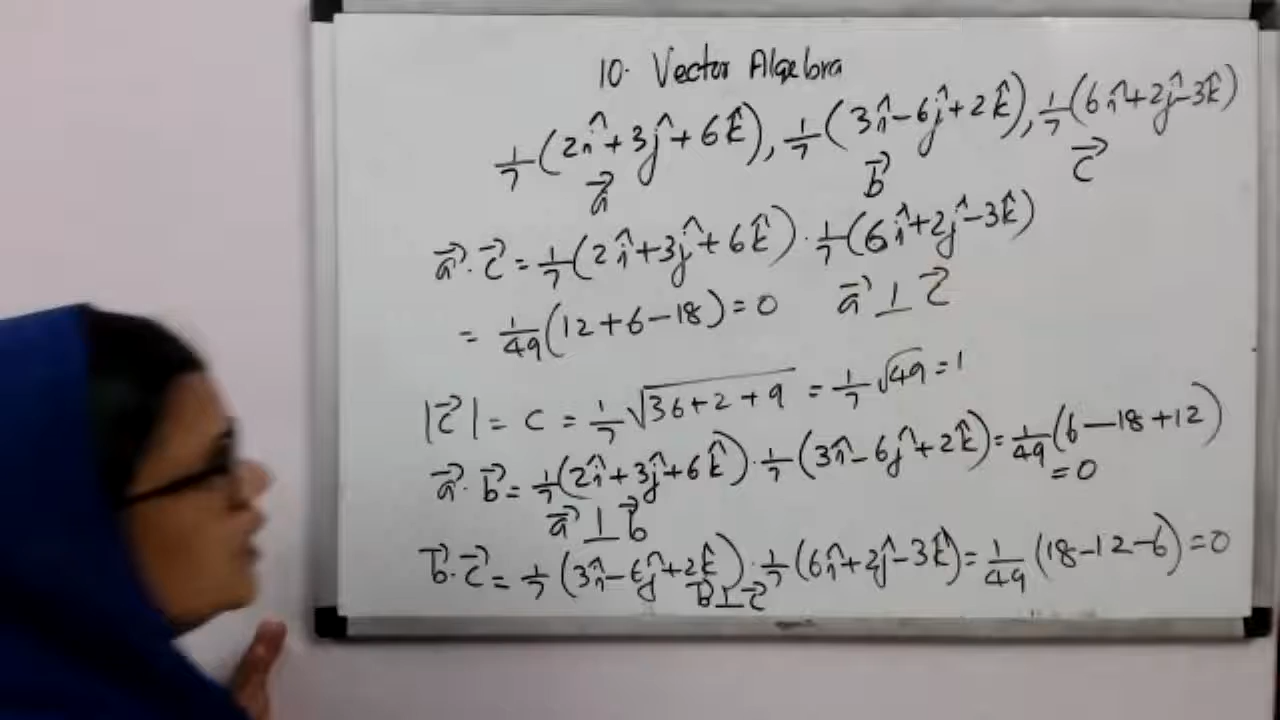 10. Vector Algebra
1/7 (2î + 3ĵ + 6k̂), 1/7 (3î − 6ĵ + 2k̂), 1/7 (6î + 2ĵ − 3k̂)
a⃗ b⃗ c⃗
a⃗ · c⃗ = 1/7 (2î + 3ĵ + 6k̂) · 1/7 (6î + 2ĵ − 3k̂)
= 1/49 (12 + 6 − 18) = 0 a⃗ ⊥ c⃗
|c⃗| = c = 1/7 √(36 + 2 + 9) = 1/7 √49 = 1
a⃗ · b⃗ = 1/7 (2î + 3ĵ + 6k̂) · 1/7 (3î − 6ĵ + 2k̂) = 1/49 (6 − 18 + 12)
= 0
a⃗ ⊥ b⃗
b⃗ · c⃗ = 1/7 (3î − 6ĵ + 2k̂) · 1/7 (6î + 2ĵ − 3k̂) = 1/49 (18 − 12 − 6) = 0
b⃗ ⊥ c⃗